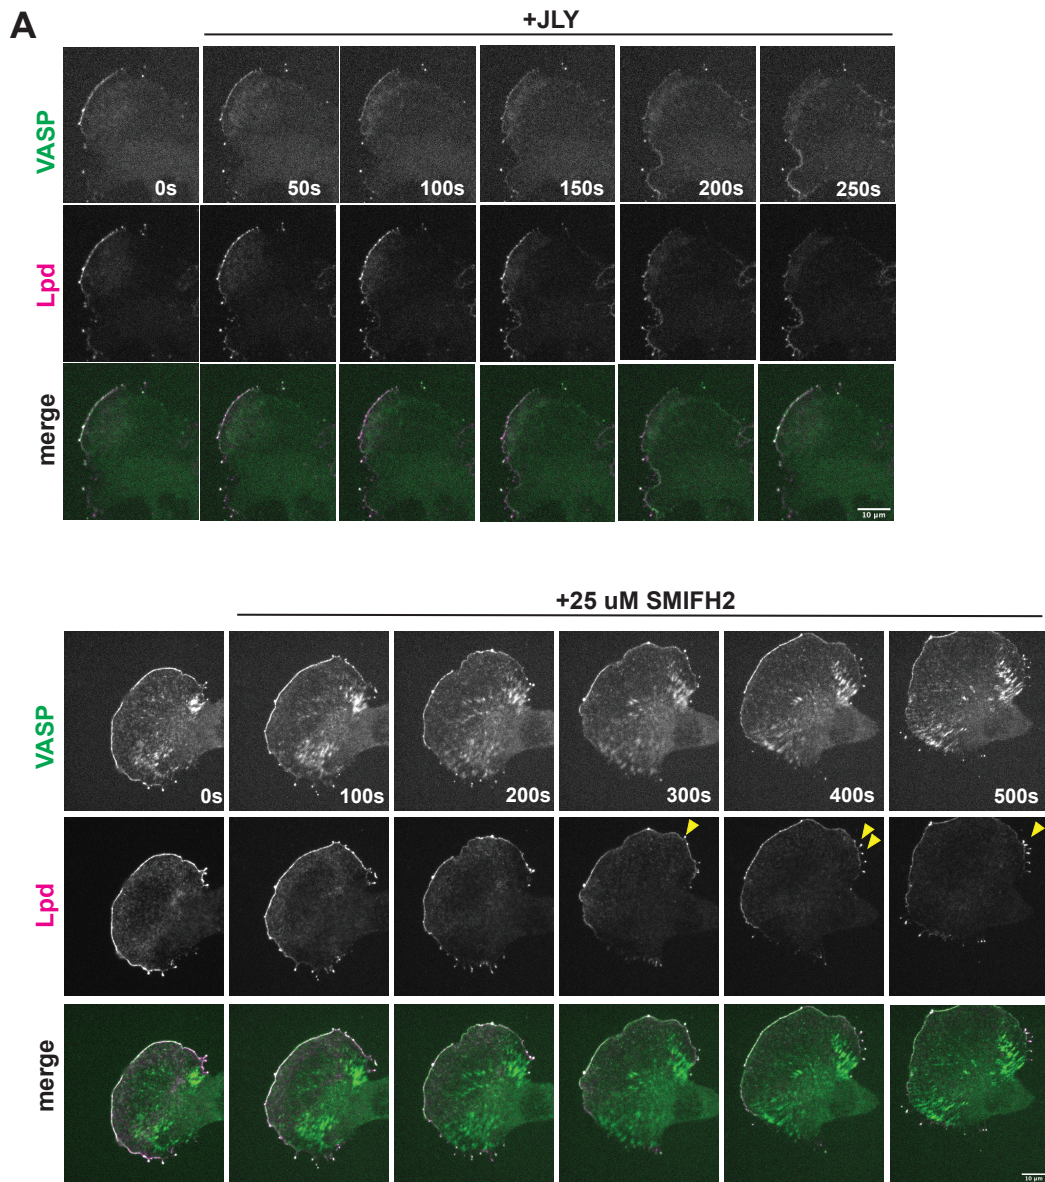 A
+JLY
VASP
0s
50s
100s
150s
200s
250s
Lpd
merge
10 µm
+25 uM SMIFH2
VASP
0s
100s
200s
300s
400s
500s
Lpd
merge
10 µm